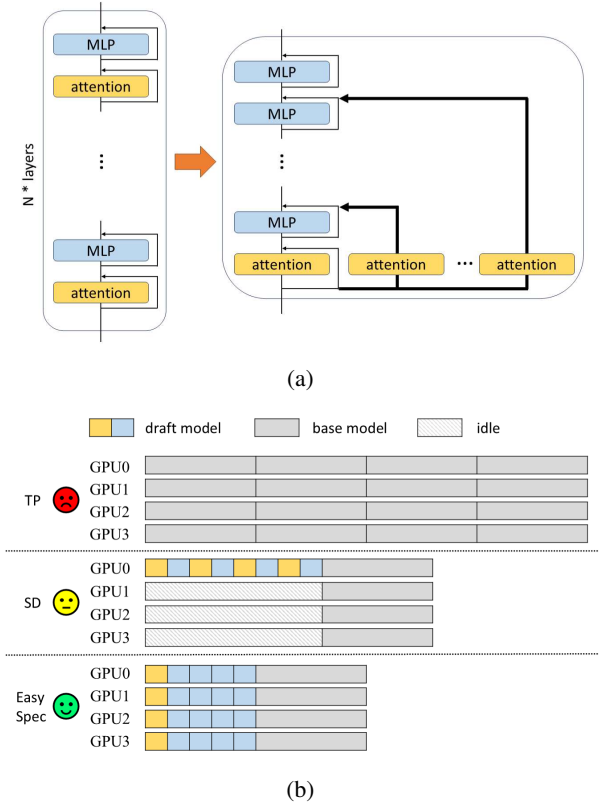 MLP
attention
...
MLP
attention
N * layers
MLP
MLP
...
MLP
attention
attention
...
attention
(a)
draft model
base model
idle
TP
GPU0
GPU1
GPU2
GPU3
SD
GPU0
GPU1
GPU2
GPU3
Easy
Spec
GPU0
GPU1
GPU2
GPU3
(b)